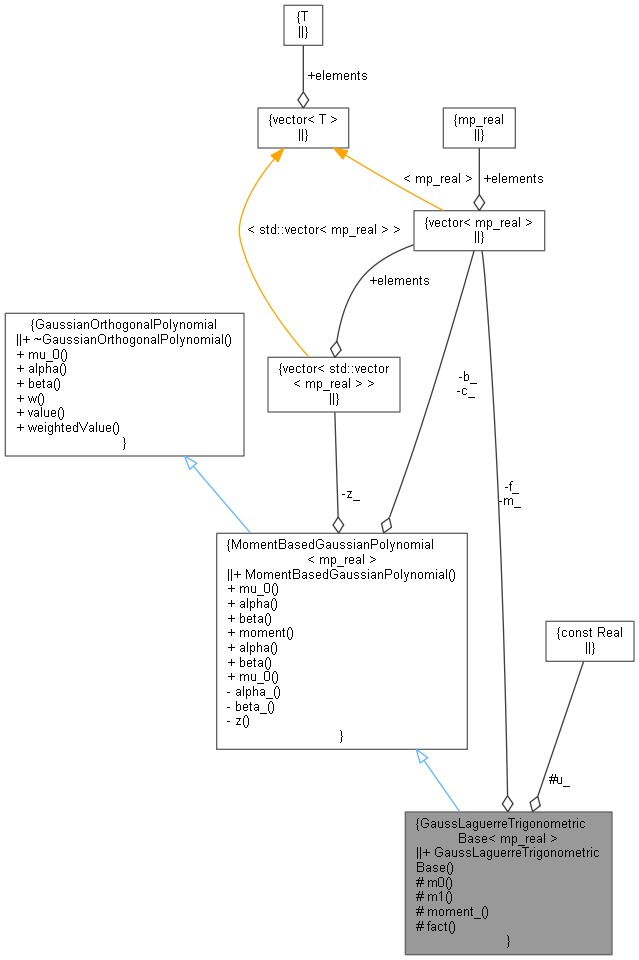 {T
||}
+elements
{vector< T >
||}
{mp_real
||}
< mp_real >
+elements
{vector< mp_real >
||}
< std::vector< mp_real > >
+elements
{GaussianOrthogonalPolynomial
||+ ~GaussianOrthogonalPolynomial()
+ mu_0()
+ alpha()
+ beta()
+ w()
+ value()
+ weightedValue()
}
{vector< std::vector
< mp_real > >
||}
-b_
-c_
-z_
-f_
-m_
{MomentBasedGaussianPolynomial
< mp_real >
||+ MomentBasedGaussianPolynomial()
+ mu_0()
+ alpha()
+ beta()
+ moment()
+ alpha()
+ beta()
+ mu_0()
- alpha_()
- beta_()
- z()
}
{const Real
||}
#u_
{GaussLaguerreTrigonometric
Base< mp_real >
||+ GaussLaguerreTrigonometric
Base()
# m0()
# m1()
# moment_()
# fact()
}